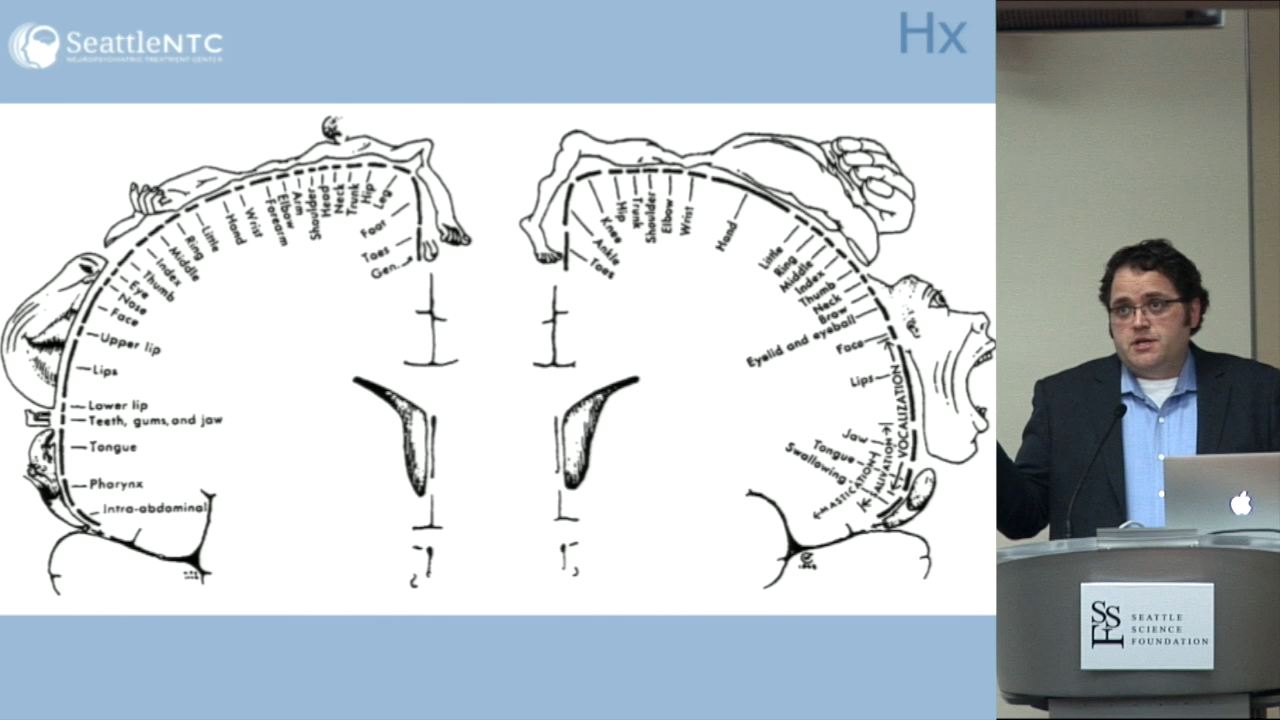 SeattleNTC
NEUROPSYCHIATRIC TREATMENT CENTER
Hx
Leg
Hip
Trunk
Neck
Head
Shoulder
Arm
Elbow
Forearm
Wrist
Hand
Little
Ring
Middle
Index
Thumb
Eye
Nose
Face
Upper lip
Lips
Lower lip
Teeth, gums, and jaw
Tongue
Pharynx
Intra-abdominal
Foot
Toes
Gen.
Toes
Ankle
Knee
Hip
Trunk
Shoulder
Elbow
Wrist
Hand
Little
Ring
Middle
Index
Thumb
Neck
Brow
Eyelid and eyeball
Face
Lips
VOCALIZATION
Jaw
Tongue
Swallowing
SALIVATION
MASTICATION
SSF
SEATTLE
SCIENCE
FOUNDATION